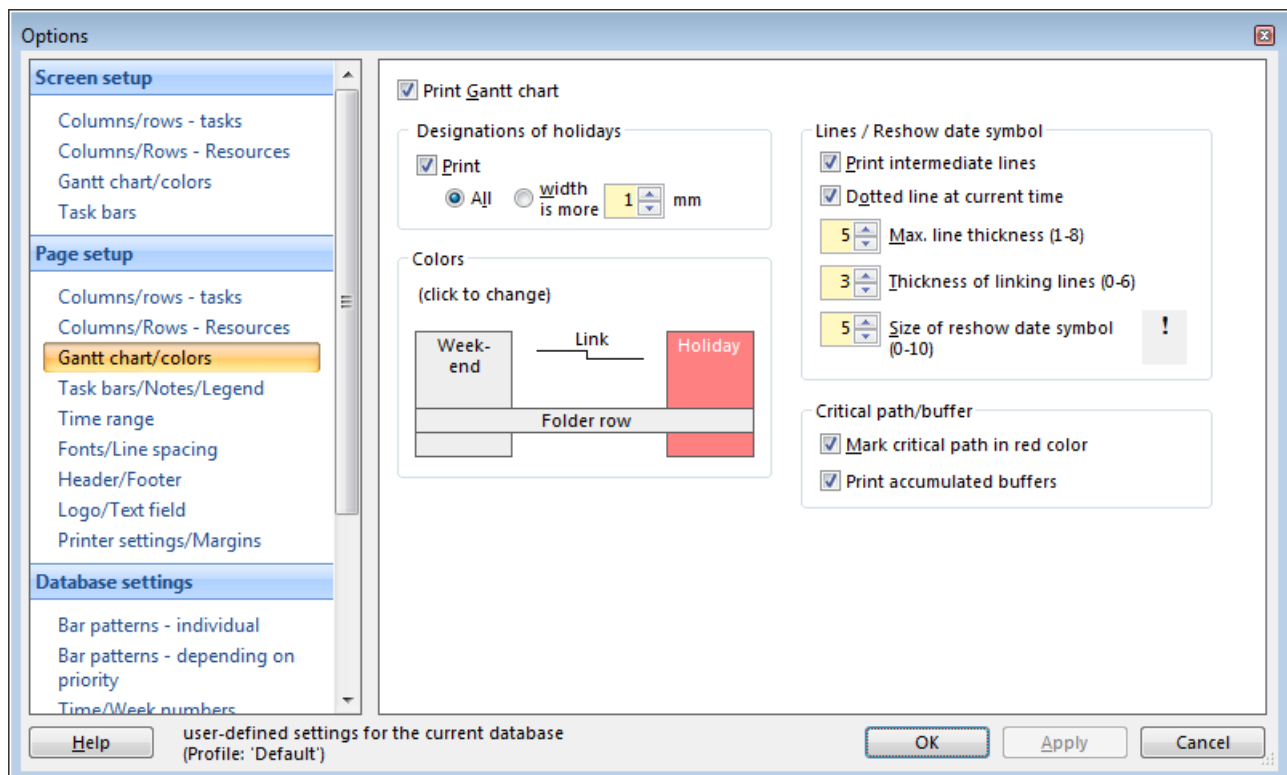 Options
Screen setup
Columns/rows - tasks
Columns/Rows - Resources
Gantt chart/colors
Task bars
Page setup
Columns/rows - tasks
Columns/Rows - Resources
Gantt chart/colors
Task bars/Notes/Legend
Time range
Fonts/Line spacing
Header/Footer
Logo/Text field
Printer settings/Margins
Database settings
Bar patterns - individual
Bar patterns - depending on
priority
Time/Week numbers
Print Gantt chart
Designations of holidays
Print
All
width
is more
1
mm
Colors
(click to change)
Week-
end
Link
Holiday
Folder row
Lines / Reshow date symbol
Print intermediate lines
Dotted line at current time
5 Max. line thickness (1-8)
3 Thickness of linking lines (0-6)
5 Size of reshow date symbol
(0-10)
!
Critical path/buffer
Mark critical path in red color
Print accumulated buffers
Help
user-defined settings for the current database
(Profile: 'Default')
OK
Apply
Cancel